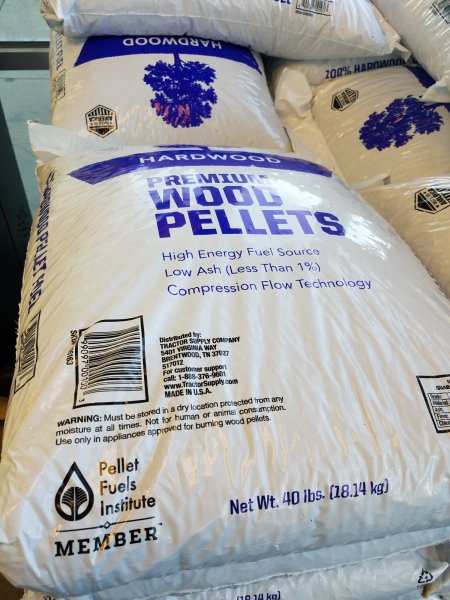 HARDWOOD
100% HARDWOOD
HARDWOOD
PREMIUM
WOOD
PELLETS
High Energy Fuel Source
Low Ash (Less Than 1%)
Compression Flow Technology
Distributed by:
TRACTOR SUPPLY COMPANY
5401 VIRGINIA WAY
BRENTWOOD, TN 37027
517012
For customer support
call: 1-888-376-9601
www.TractorSupply.com
MADE IN U.S.A.
WARNING: Must be stored in a dry location protected from any
moisture at all times. Not for human or animal consumption.
Use only in appliances approved for burning wood pellets.
Pellet
Fuels
Institute
MEMBER
Net Wt. 40 lbs. (18.14 kg)